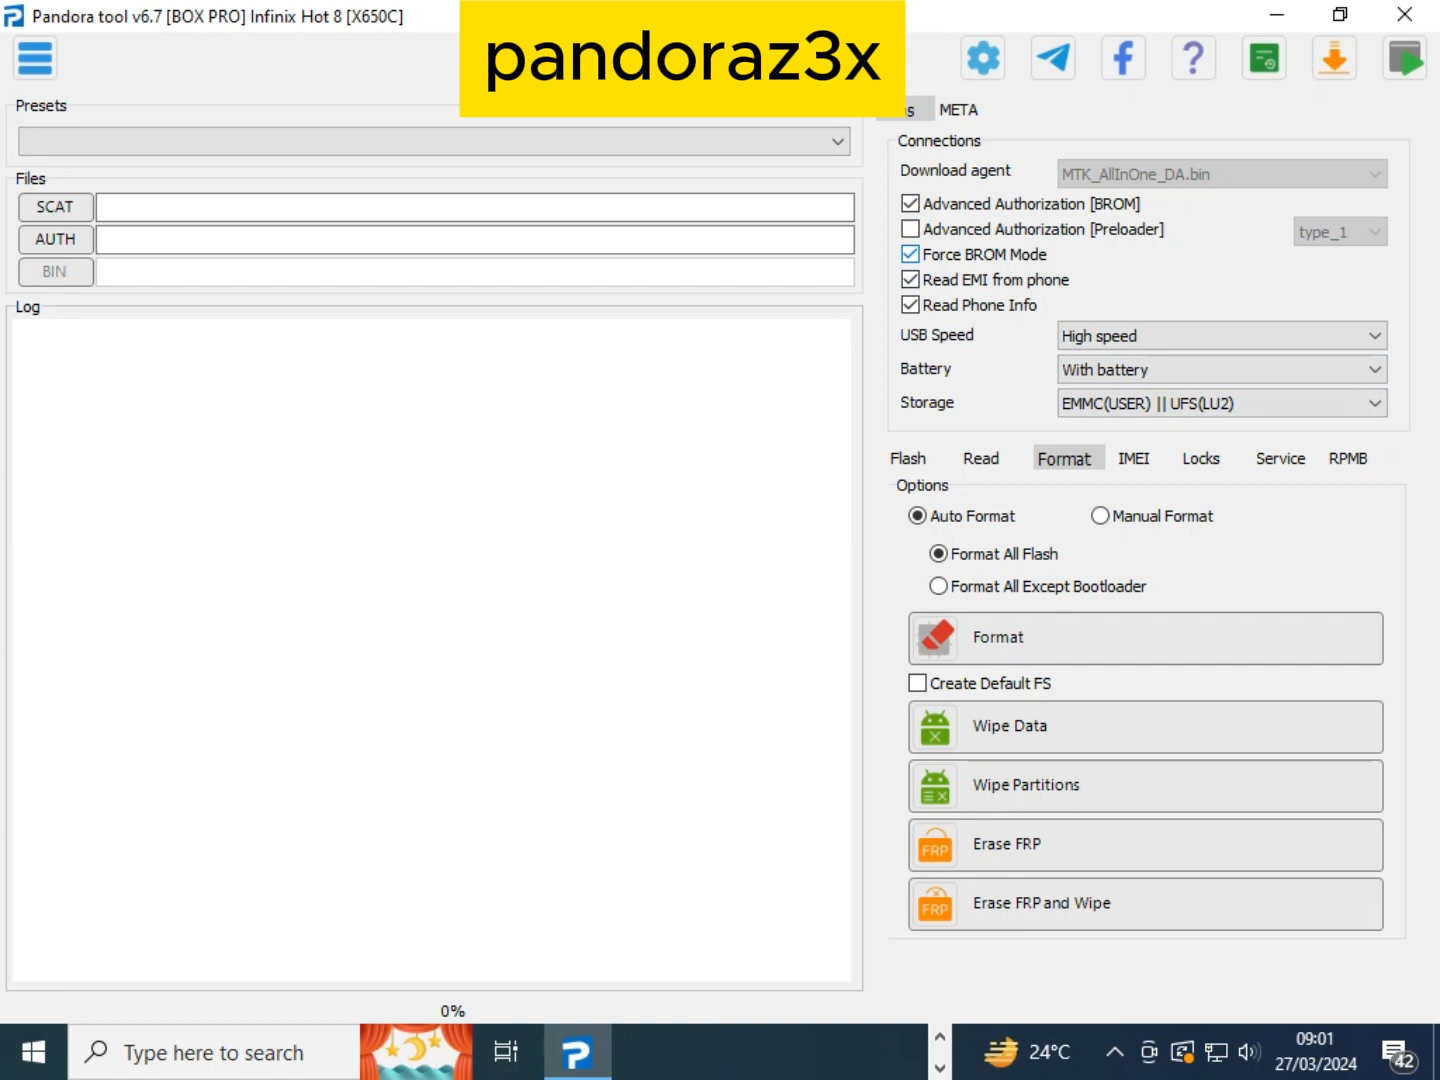 Pandora tool v6.7 [BOX PRO] Infinix Hot 8 [X650C]
pandoraz3x
Presets
META
Connections
Download agent
MTK_AllInOne_DA.bin
Files
SCAT
AUTH
BIN
Advanced Authorization [BROM]
Advanced Authorization [Preloader]
type_1
Force BROM Mode
Read EMI from phone
Read Phone Info
Log
USB Speed
High speed
Battery
With battery
Storage
EMMC(USER) || UFS(LU2)
Flash
Read
Format
IMEI
Locks
Service
RPMB
Options
Auto Format
Manual Format
Format All Flash
Format All Except Bootloader
Format
Create Default FS
Wipe Data
Wipe Partitions
FRP
Erase FRP
FRP
Erase FRP and Wipe
0%
Type here to search
24°C
09:01
27/03/2024
42